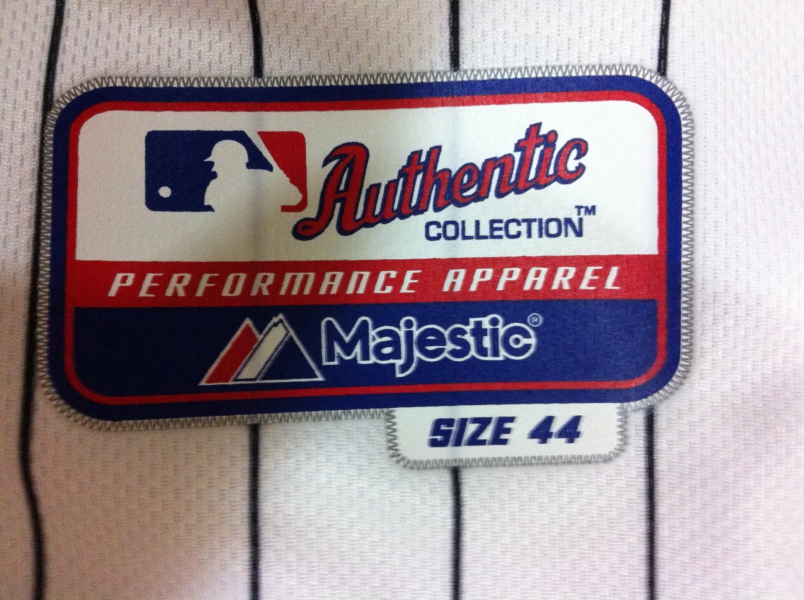 Authentic
COLLECTION™
PERFORMANCE APPAREL
Majestic®
SIZE 44